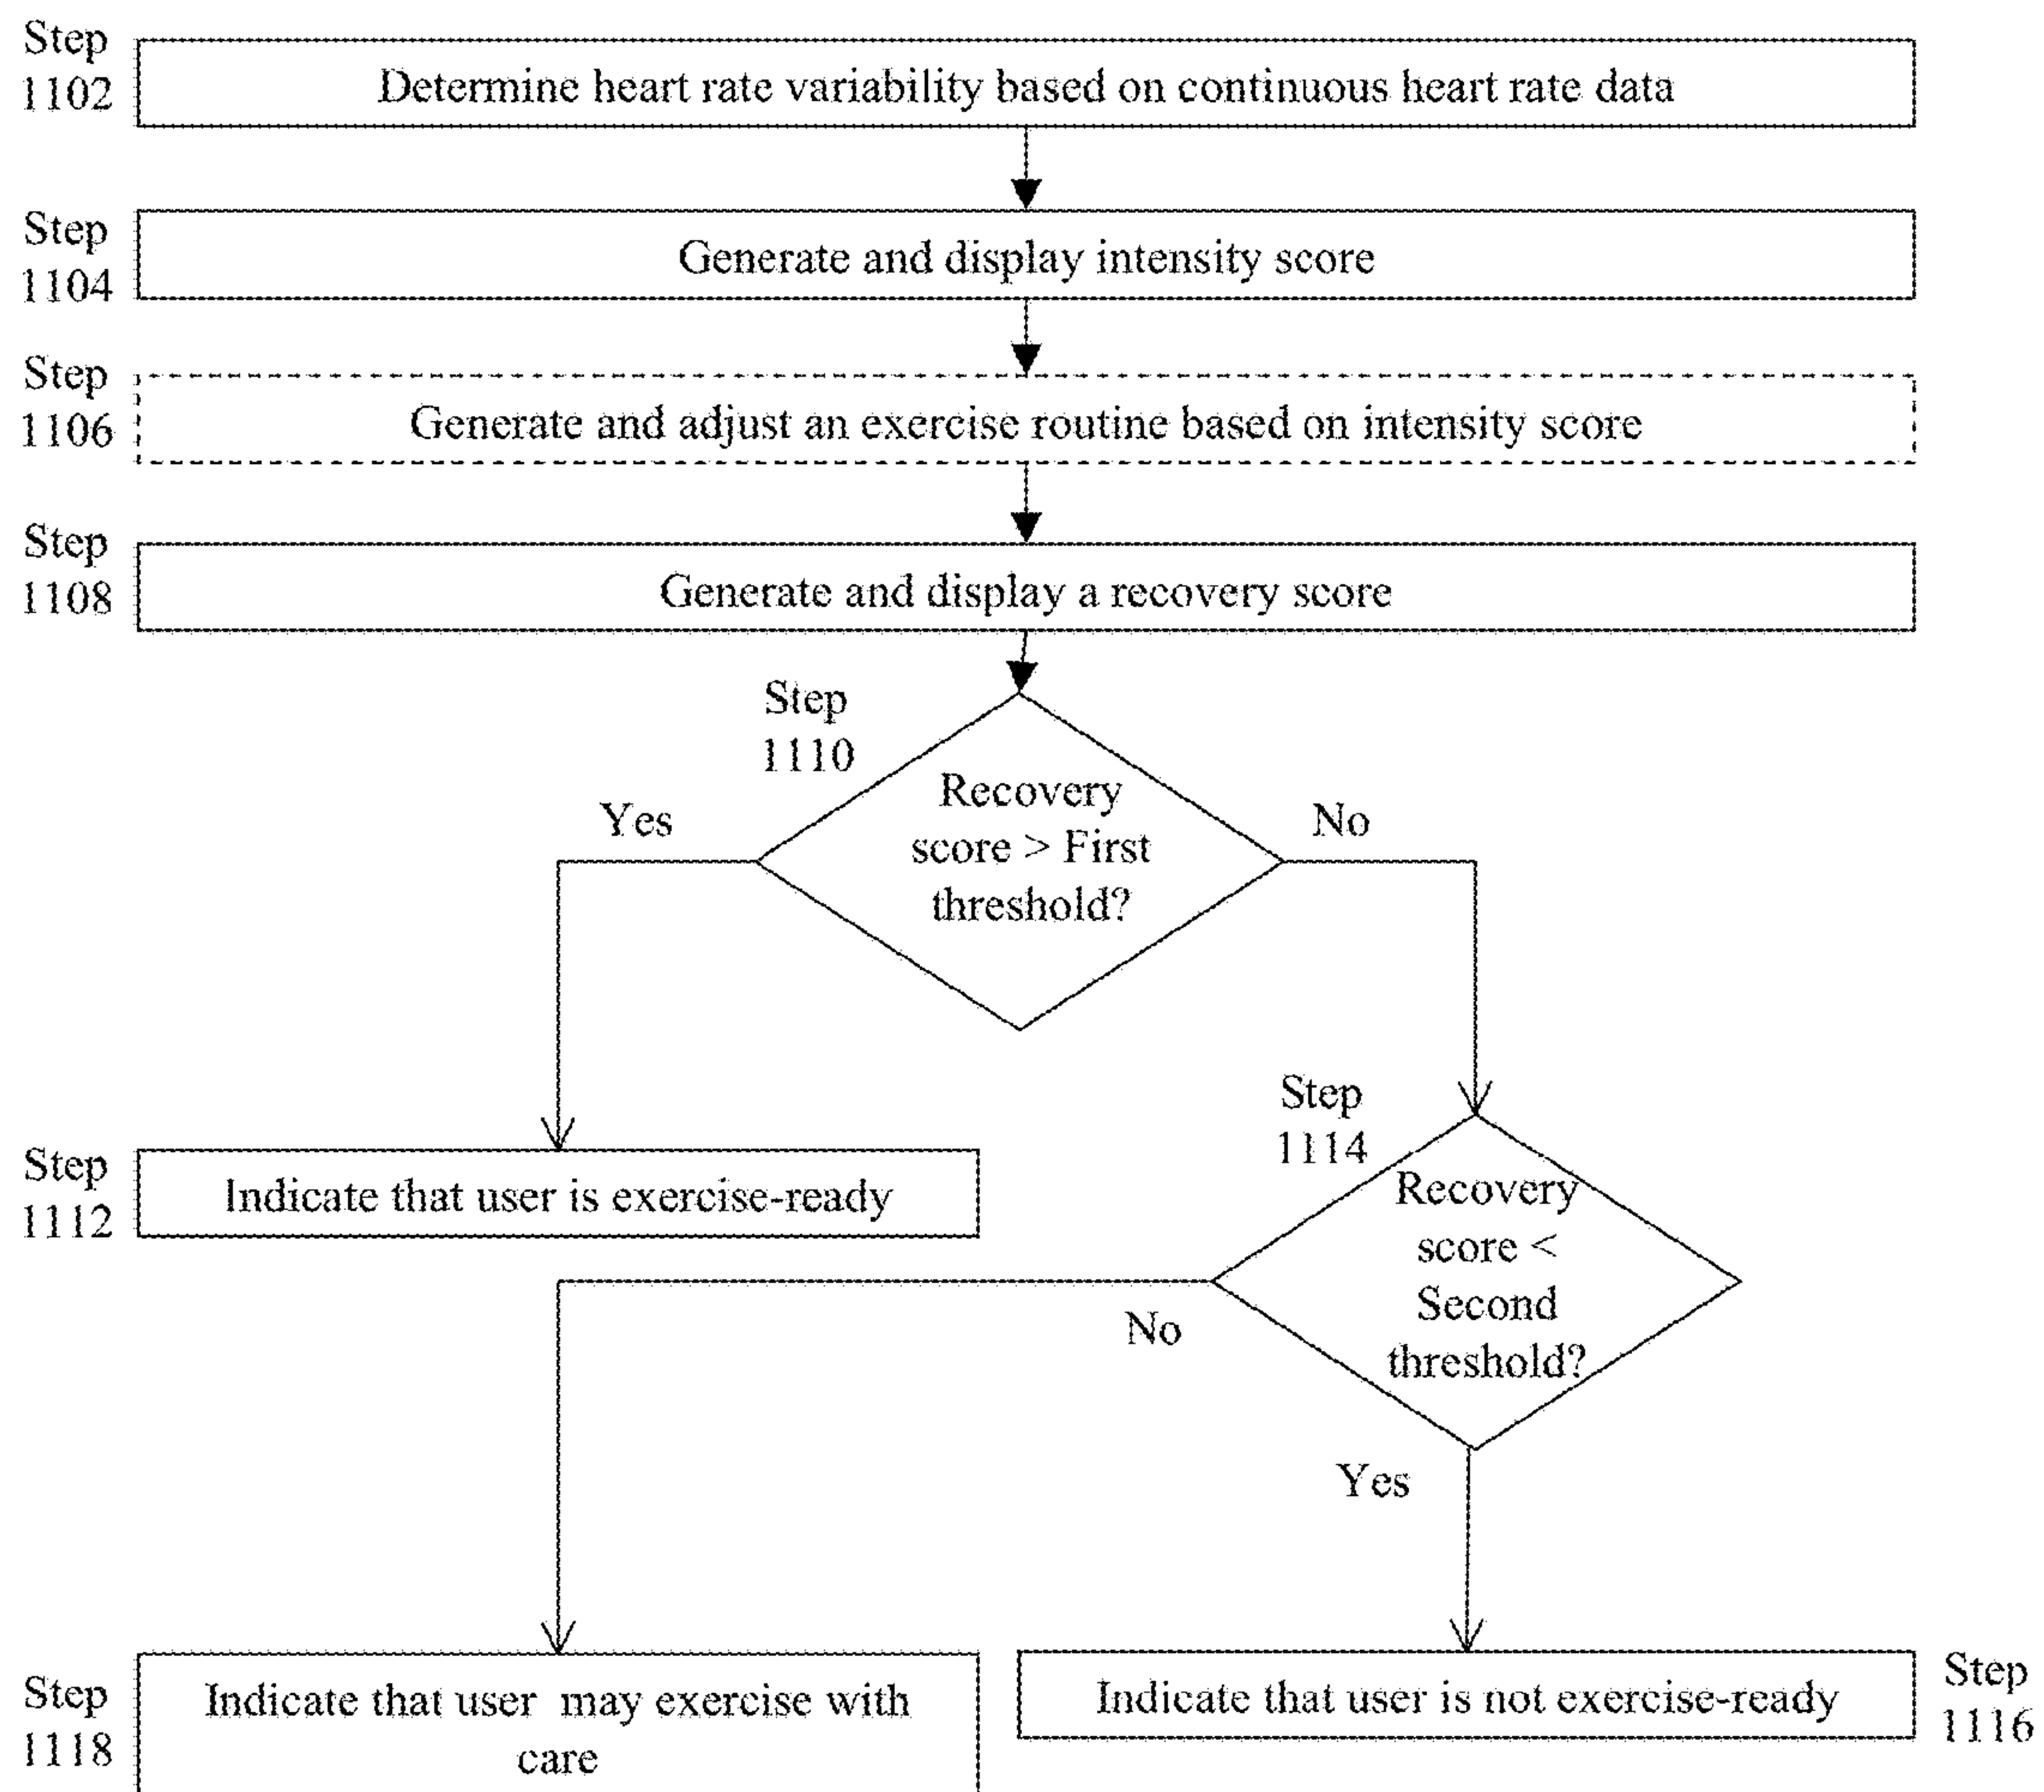 Step
1102
Determine heart rate variability based on continuous heart rate data
Step
1104
Generate and display intensity score
Step
1106
Generate and adjust an exercise routine based on intensity score
Step
1108
Generate and display a recovery score
Step
1110
Recovery
score > First
threshold?
Yes
No
Step
1112
Indicate that user is exercise-ready
Step
1114
Recovery
score <
Second
threshold?
No
Yes
Step
1118
Indicate that user may exercise with
care
Indicate that user is not exercise-ready
Step
1116